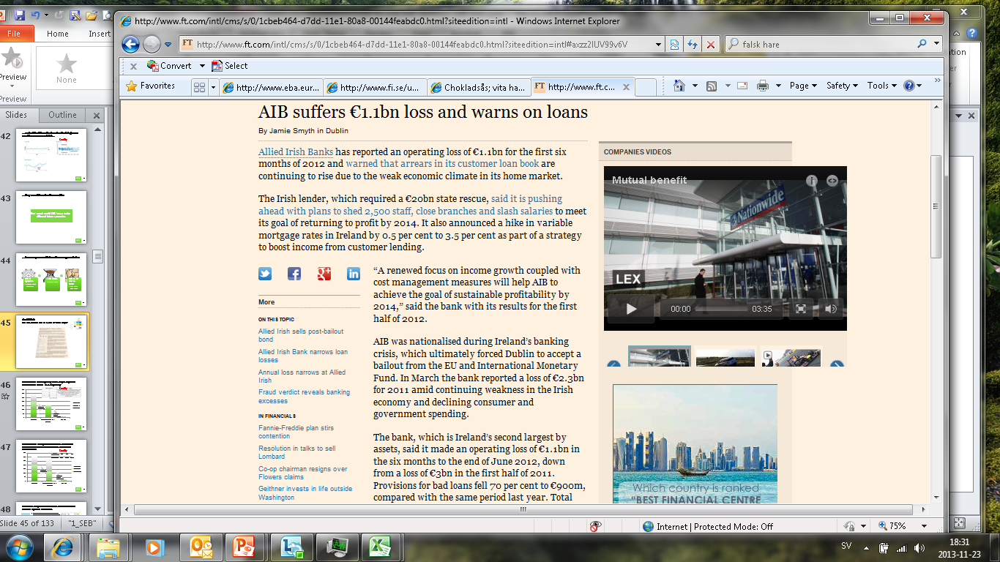 http://www.ft.com/intl/cms/s/0/1cbeb464-d7dd-11e1-80a8-00144feabdc0.html?siteedition=intl - Windows Internet Explorer
File
Home
Insert
Preview
None
Preview
FT
http://www.ft.com/intl/cms/s/0/1cbeb464-d7dd-11e1-80a8-00144feabdc0.html?siteedition=intl#axzz2lUV99v6V
falsk hare
Convert
Select
Favorites
http://www.eba.eur...
http://www.fi.se/u...
Chokladsås; vita ha...
FT
http://www.ft.c...
Page
Safety
Tools
Slides
Outline
42
43
44
45
46
47
48
AIB suffers €1.1bn loss and warns on loans
By Jamie Smyth in Dublin
Allied Irish Banks has reported an operating loss of €1.1bn for the first six
months of 2012 and warned that arrears in its customer loan book are
continuing to rise due to the weak economic climate in its home market.
The Irish lender, which required a €20bn state rescue, said it is pushing
ahead with plans to shed 2,500 staff, close branches and slash salaries to meet
its goal of returning to profit by 2014. It also announced a hike in variable
mortgage rates in Ireland by 0.5 per cent to 3.5 per cent as part of a strategy
to boost income from customer lending.
More
ON THIS TOPIC
Allied Irish sells post-bailout
bond
Allied Irish Bank narrows loan
losses
Annual loss narrows at Allied
Irish
Fraud verdict reveals banking
excesses
IN FINANCIALS
Fannie-Freddie plan stirs
contention
Resolution in talks to sell
Lombard
Co-op chairman resigns over
Flowers claims
Geithner invests in life outside
Washington
“A renewed focus on income growth coupled with
cost management measures will help AIB to
achieve the goal of sustainable profitability by
2014,” said the bank with its results for the first
half of 2012.
AIB was nationalised during Ireland’s banking
crisis, which ultimately forced Dublin to accept a
bailout from the EU and International Monetary
Fund. In March the bank reported a loss of €2.3bn
for 2011 amid continuing weakness in the Irish
economy and declining consumer and
government spending.
The bank, which is Ireland’s second largest by
assets, said it made an operating loss of €1.1bn in
the six months to the end of June 2012, down
from a loss of €3bn in the first half of 2011.
Provisions for bad loans fell 70 per cent to €900m,
compared with the same period last year. Total
COMPANIES VIDEOS
Mutual benefit
Nationwide
LEX
00:00
03:35
Which country is ranked
“BEST FINANCIAL CENTRE
Slide 45 of 133
"1_SEB"
Internet | Protected Mode: Off
75%
SV
18:31
2013-11-23